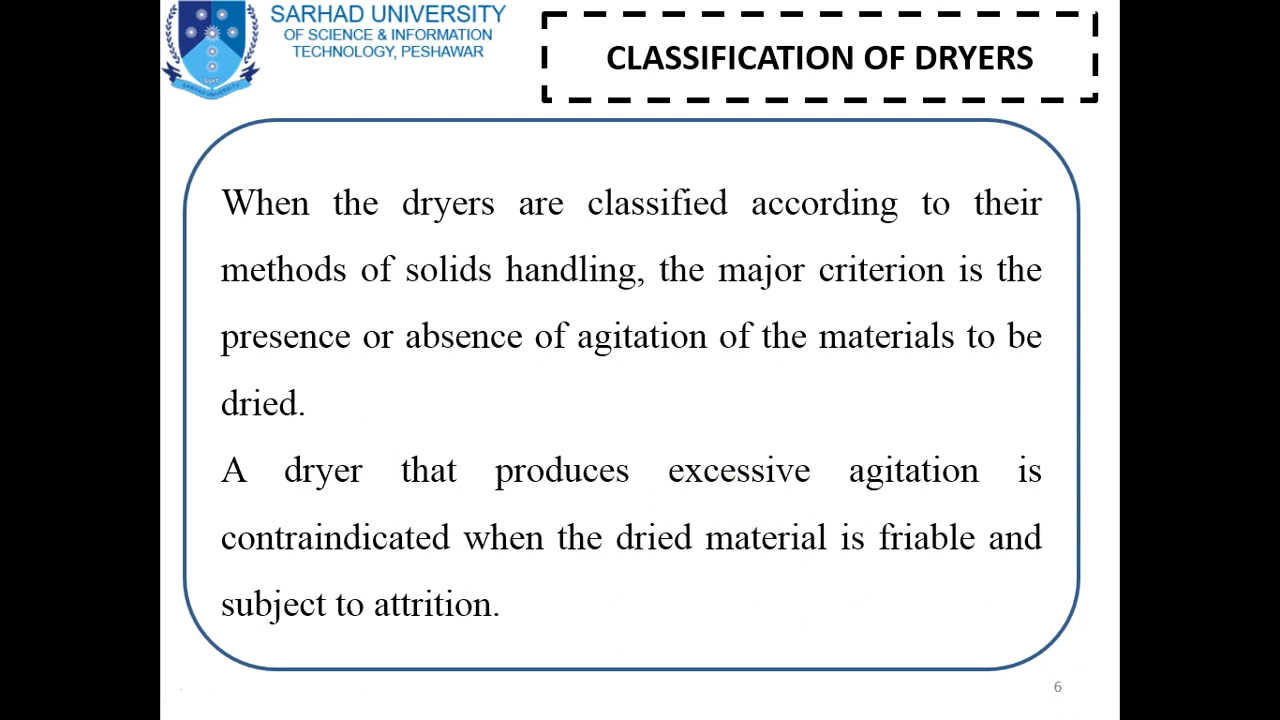 SARHAD UNIVERSITY
OF SCIENCE & INFORMATION
TECHNOLOGY, PESHAWAR
CLASSIFICATION OF DRYERS
When the dryers are classified according to their
methods of solids handling, the major criterion is the
presence or absence of agitation of the materials to be
dried.
A dryer that produces excessive agitation is
contraindicated when the dried material is friable and
subject to attrition.
6